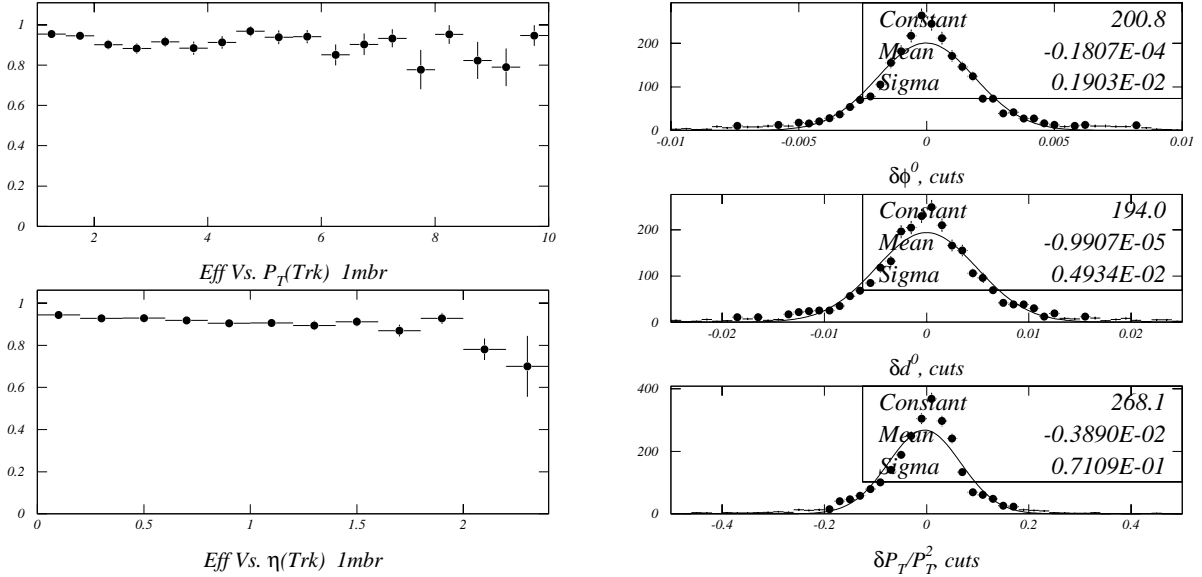 1
0.8
0.6
0.4
0.2
0
2 4 6 8 10
Eff Vs. P_T(Trk) 1mbr
1
0.8
0.6
0.4
0.2
0
0 0.5 1 1.5 2
Eff Vs. η(Trk) 1mbr
Constant 200.8
Mean -0.1807E-04
Sigma 0.1903E-02
200
100
0
-0.01 -0.005 0 0.005 0.01
δϕ⁰, cuts
Constant 194.0
Mean -0.9907E-05
Sigma 0.4934E-02
200
100
0
-0.02 -0.01 0 0.01 0.02
δd⁰, cuts
400
Constant 268.1
Mean -0.3890E-02
Sigma 0.7109E-01
200
0
-0.4 -0.2 0 0.2 0.4
δP_T/P_T², cuts